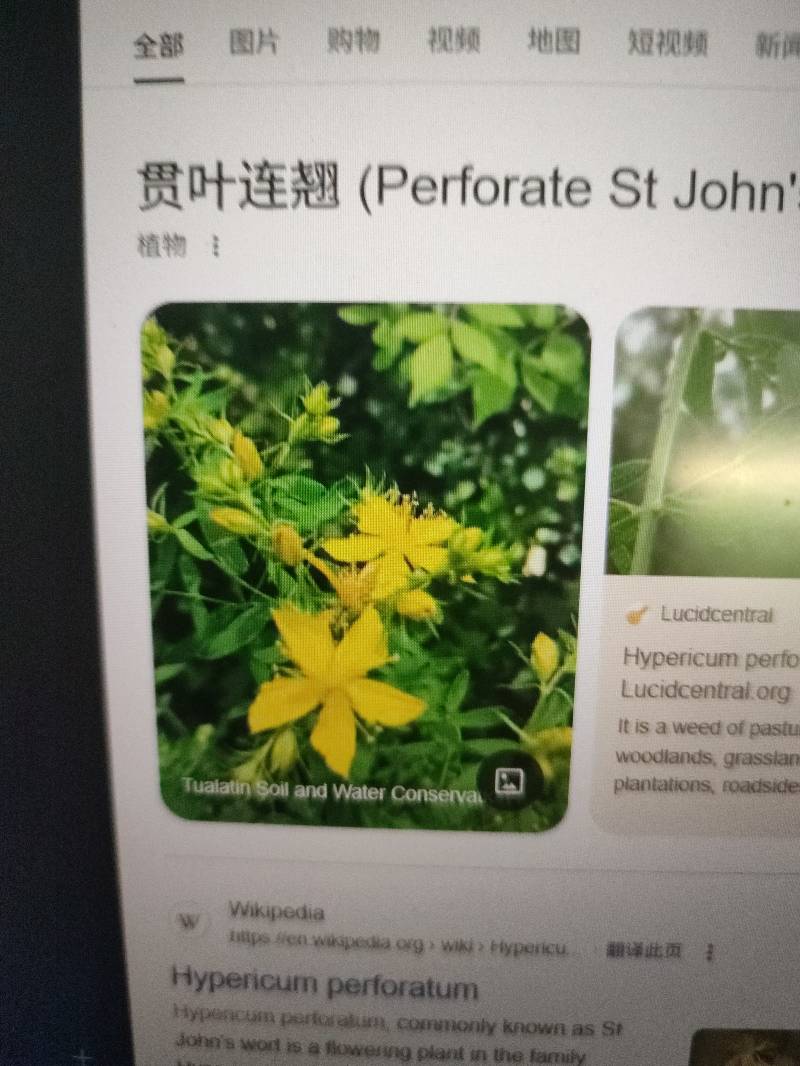 全部 图片 购物 视频 地图 短视频 新闻
贯叶连翘 (Perforate St John's
植物
Tualatin Soil and Water Conserva
Lucidcentral
Hypericum perfo
Lucidcentral.org
It is a weed of pastu
woodlands, grasslan
plantations, roadside
W Wikipedia
https://en.wikipedia.org › wiki › Hypericu... · 翻译此页
Hypericum perforatum
Hypericum perforatum, commonly known as St
John's wort is a flowering plant in the family